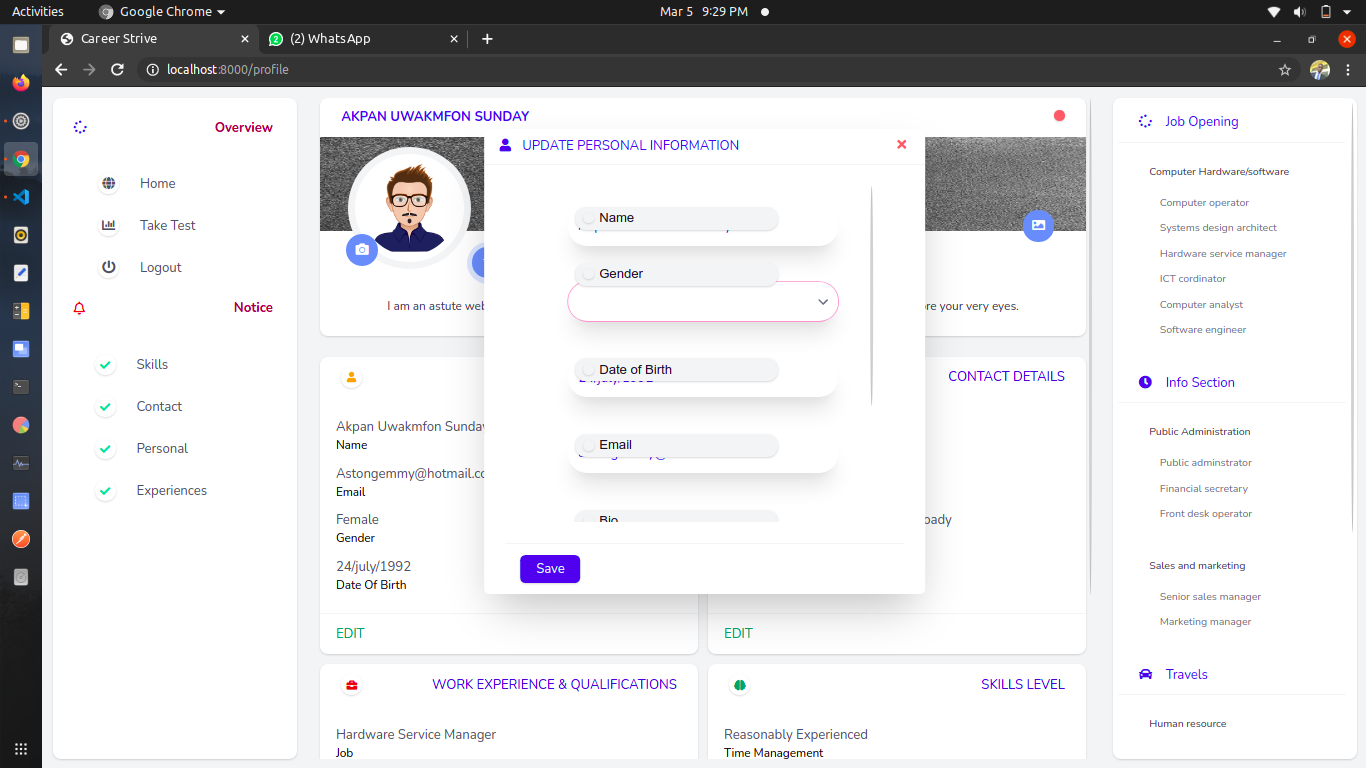 Activities
Google Chrome
Mar 5 9:29 PM
Career Strive
(2) WhatsApp
localhost:8000/profile
Overview
Home
Take Test
Logout
Notice
Skills
Contact
Personal
Experiences
AKPAN UWAKMFON SUNDAY
I am an astute web
re your very eyes.
Akpan Uwakmfon Sunday
Name
Astongemmy@hotmail.co
Email
Female
Gender
24/july/1992
Date Of Birth
EDIT
CONTACT DETAILS
oady
EDIT
UPDATE PERSONAL INFORMATION
Name
Gender
Date of Birth
Email
Bio
Save
WORK EXPERIENCE & QUALIFICATIONS
Hardware Service Manager
Job
SKILLS LEVEL
Reasonably Experienced
Time Management
Job Opening
Computer Hardware/software
Computer operator
Systems design architect
Hardware service manager
ICT cordinator
Computer analyst
Software engineer
Info Section
Public Administration
Public adminstrator
Financial secretary
Front desk operator
Sales and marketing
Senior sales manager
Marketing manager
Travels
Human resource